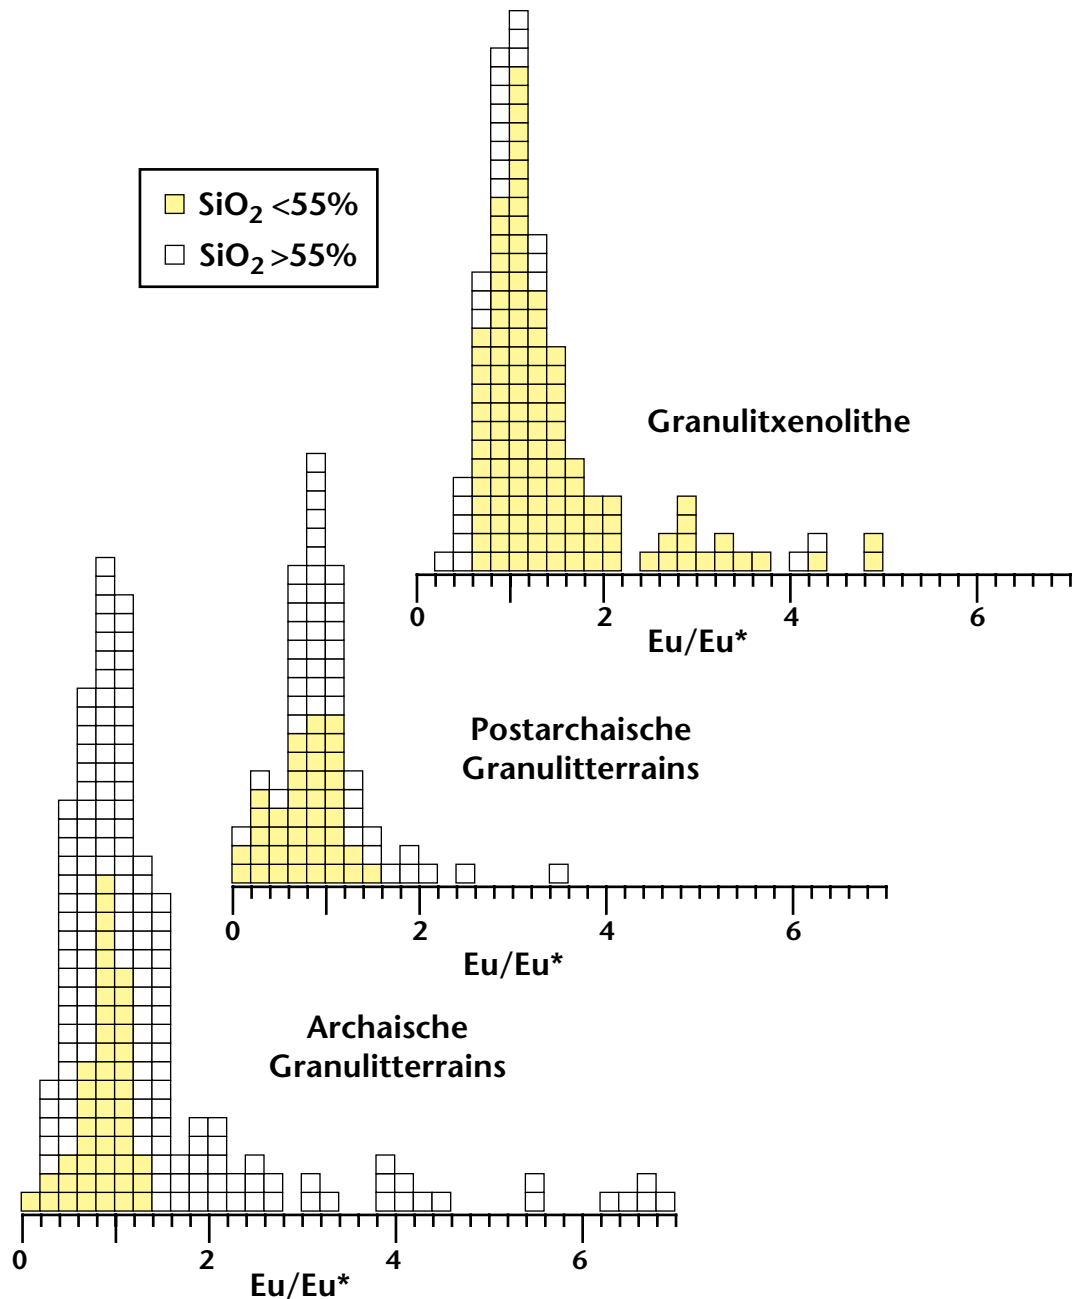 SiO2 <55%
SiO2 >55%
Granulitxenolithe
0 2 4 6
Eu/Eu*
Postarchaische
Granulitterrains
0 2 4 6
Eu/Eu*
Archaische
Granulitterrains
0 2 4 6
Eu/Eu*